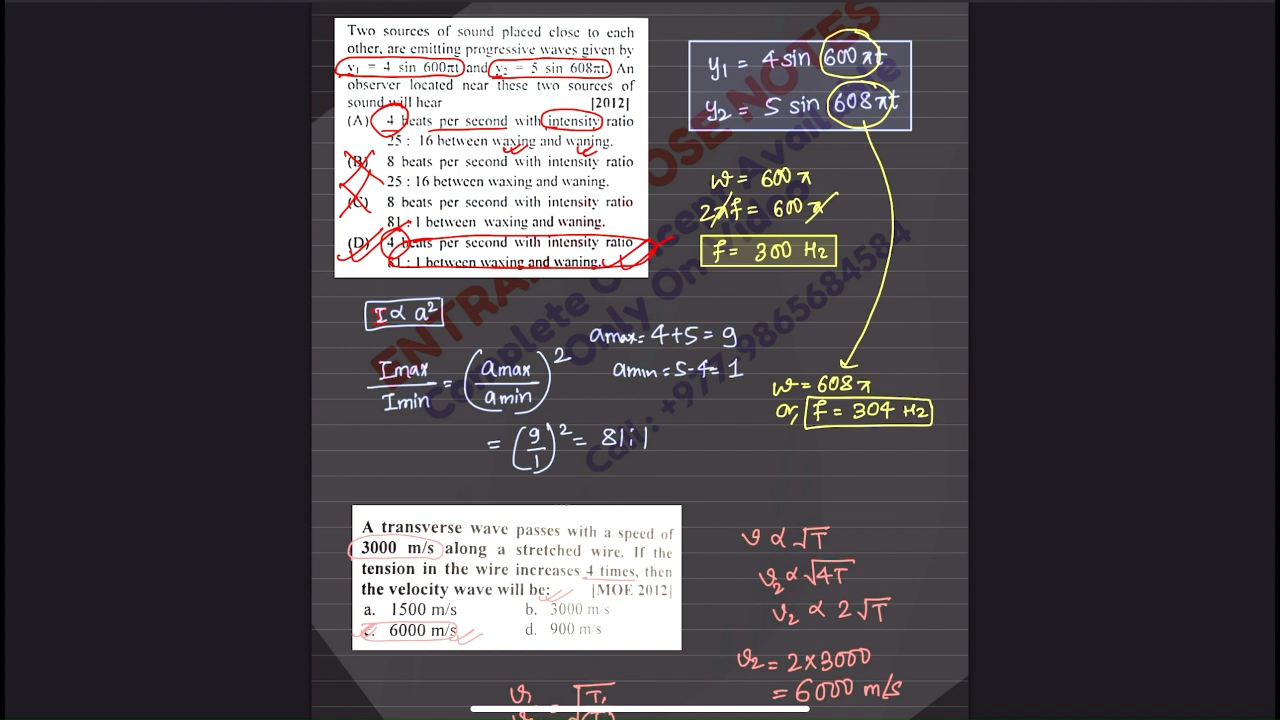 Two sources of sound placed close to each
other, are emitting progressive waves given by
y₁ = 4 sin 600πt and y₂ = 5 sin 608πt. An
observer located near these two sources of
sound will hear [2012]
(A) 4 beats per second with intensity ratio
25 : 16 between waxing and waning.
(B) 8 beats per second with intensity ratio
25 : 16 between waxing and waning.
(C) 8 beats per second with intensity ratio
81 : 1 between waxing and waning.
(D) 4 beats per second with intensity ratio
81 : 1 between waxing and waning.
y₁ = 4 sin 600πt
y₂ = 5 sin 608πt
w = 600π
2πf = 600π
f = 300 Hz
w = 608π
or, f = 304 Hz
I ∝ a²
amax = 4+5 = 9
amin = 5-4 = 1
Imax/Imin = (amax/amin)²
= (9/1)² = 81:1
A transverse wave passes with a speed of
3000 m/s along a stretched wire. If the
tension in the wire increases 4 times, then
the velocity wave will be: [MOE 2012]
a. 1500 m/s b. 3000 m/s
c. 6000 m/s d. 900 m/s
v ∝ √T
v₂ ∝ √4T
v₂ ∝ 2√T
v₂ = 2×3000
= 6000 m/s
Call : +977-9865684584